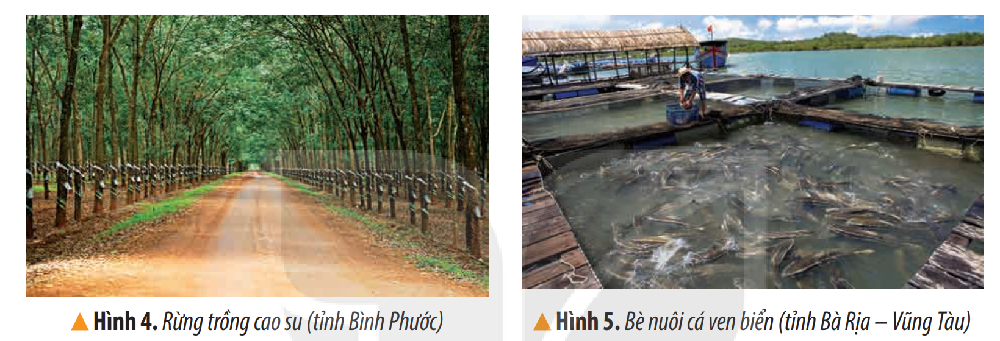 ▲ Hình 4. Rừng trồng cao su (tỉnh Bình Phước)
▲ Hình 5. Bè nuôi cá ven biển (tỉnh Bà Rịa – Vũng Tàu)